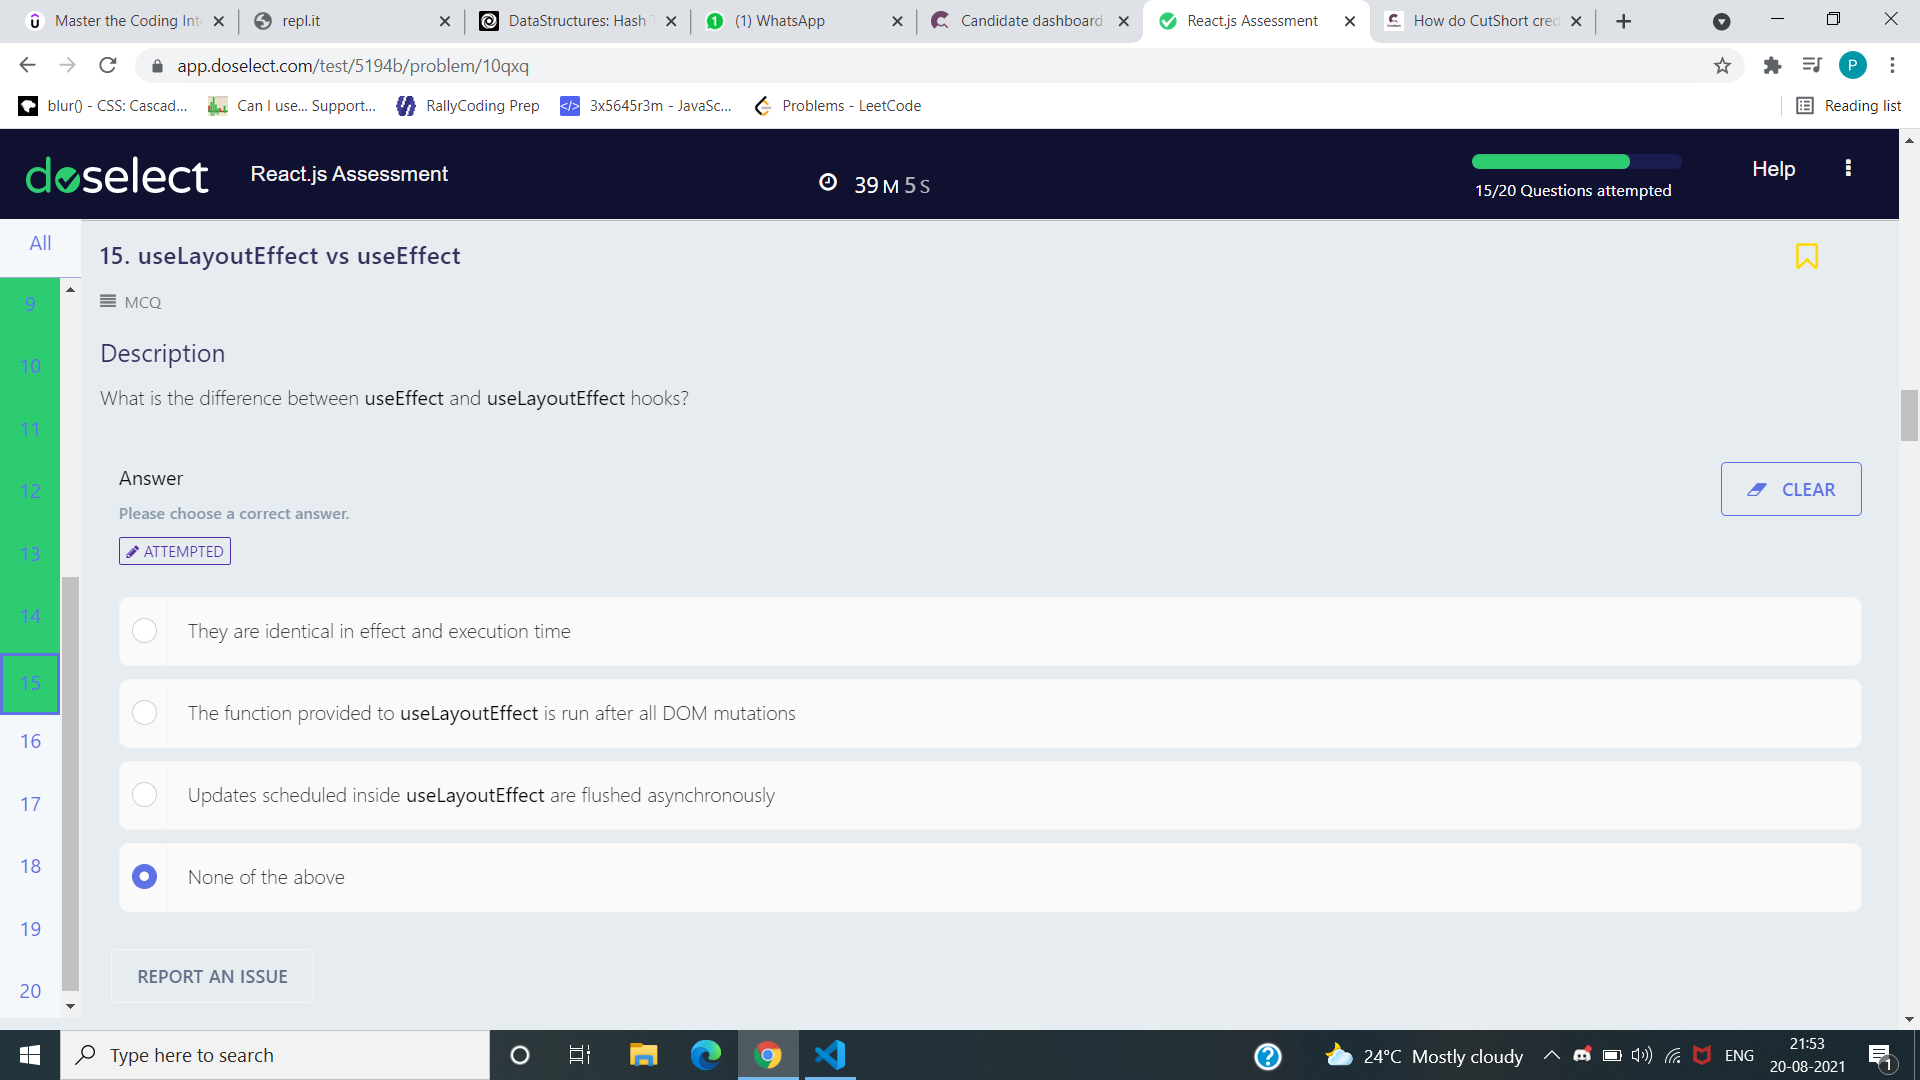 Master the Coding Int
repl.it
DataStructures: Hash T
(1) WhatsApp
Candidate dashboard
React.js Assessment
How do CutShort cred
app.doselect.com/test/5194b/problem/10qxq
P
blur() - CSS: Cascad...
Can I use... Support...
RallyCoding Prep
3x5645r3m - JavaSc...
Problems - LeetCode
Reading list
doselect
React.js Assessment
39 M 5 S
15/20 Questions attempted
Help
All
9
10
11
12
13
14
15
16
17
18
19
20
15. useLayoutEffect vs useEffect
MCQ
Description
What is the difference between useEffect and useLayoutEffect hooks?
Answer
Please choose a correct answer.
CLEAR
ATTEMPTED
They are identical in effect and execution time
The function provided to useLayoutEffect is run after all DOM mutations
Updates scheduled inside useLayoutEffect are flushed asynchronously
None of the above
REPORT AN ISSUE
Type here to search
24°C Mostly cloudy
ENG
21:53
20-08-2021
1